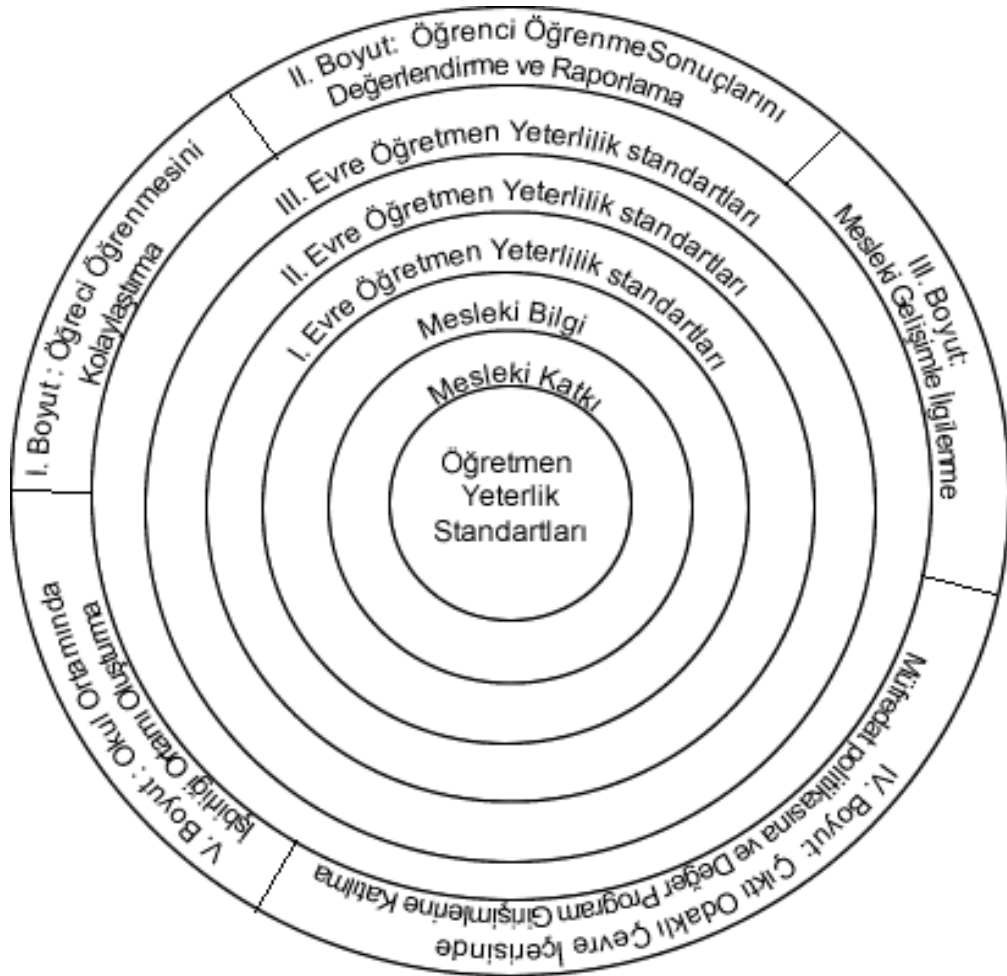 II. Boyut: Öğrenci ÖğrenmeSonuçlarını
Değerlendirme ve Raporlama
III. Boyut:
Mesleki Gelişimle İlgilenme
IV. Boyut: Çıktı Odaklı Çevre İçerisinde
Müfredat politikasına ve Değer Program Girişimlerine Katılma
V. Boyut : Okul Ortamında
İşbirliği Ortamı Oluşturma
I. Boyut : Öğreci Öğrenmesini
Kolaylaştırma
III. Evre Öğretmen Yeterlilik standartları
II. Evre Öğretmen Yeterlilik standartları
I. Evre Öğretmen Yeterlilik standartları
Mesleki Bilgi
Mesleki Katkı
Öğretmen
Yeterlik
Standartları